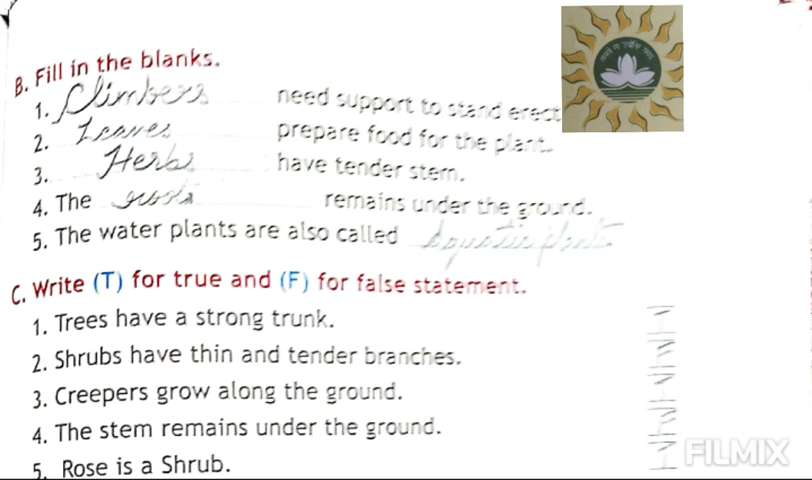 B. Fill in the blanks.
1. Climbers need support to stand erect
2. Leaves prepare food for the plant.
3. Herbs have tender stem.
4. The roots remains under the ground.
5. The water plants are also called Aquatic plants
C. Write (T) for true and (F) for false statement.
1. Trees have a strong trunk. T
2. Shrubs have thin and tender branches. F
3. Creepers grow along the ground.
4. The stem remains under the ground. F
5. Rose is a Shrub. T
FILMIX